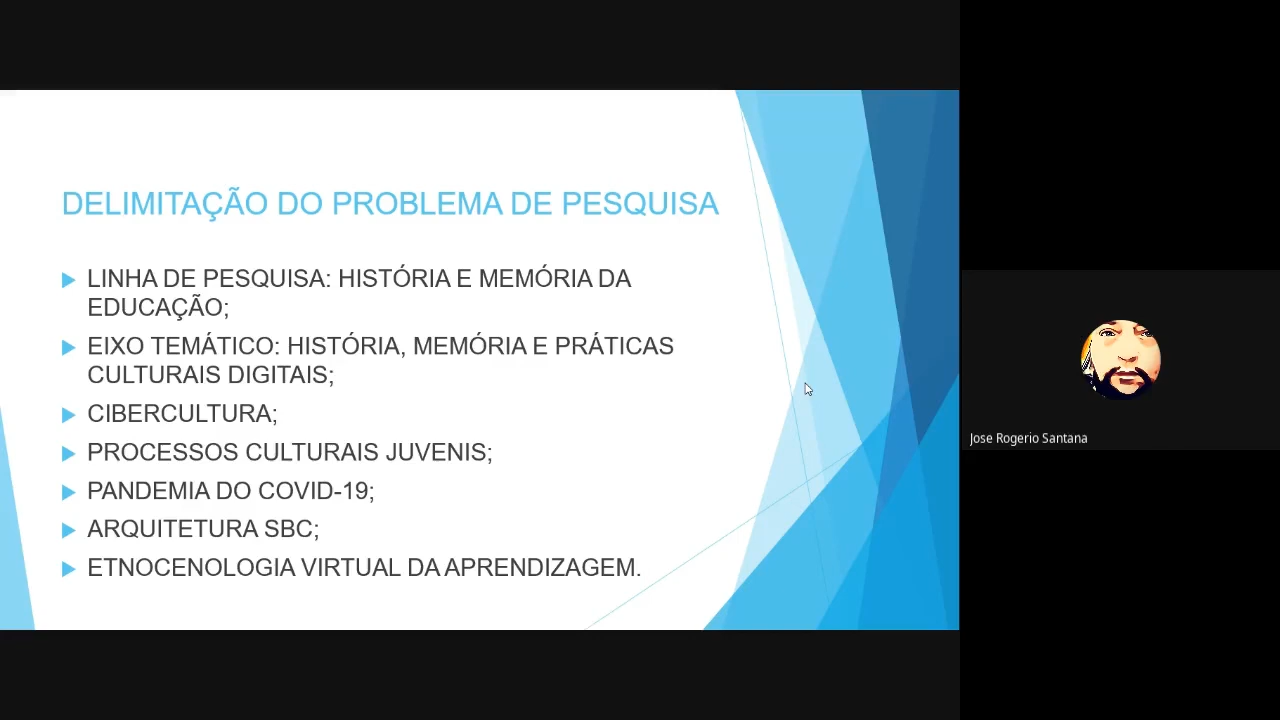 DELIMITAÇÃO DO PROBLEMA DE PESQUISA
LINHA DE PESQUISA: HISTÓRIA E MEMÓRIA DA
EDUCAÇÃO;
EIXO TEMÁTICO: HISTÓRIA, MEMÓRIA E PRÁTICAS
CULTURAIS DIGITAIS;
CIBERCULTURA;
PROCESSOS CULTURAIS JUVENIS;
PANDEMIA DO COVID-19;
ARQUITETURA SBC;
ETNOCENOLOGIA VIRTUAL DA APRENDIZAGEM.
Jose Rogerio Santana